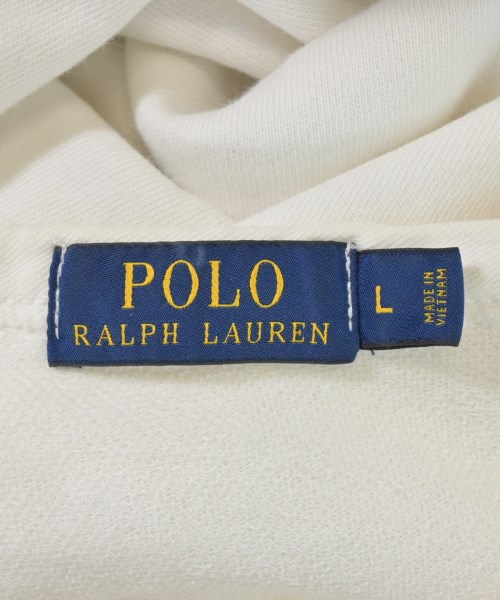 POLO
RALPH LAUREN
L
MADE IN
VIETNAM